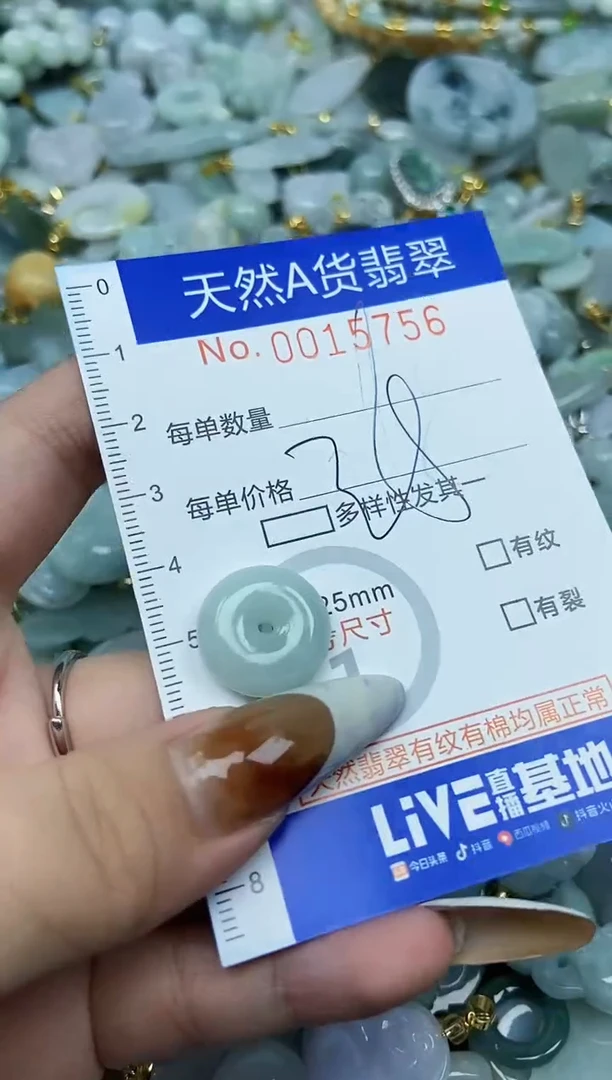 天然A货翡翠
No. 0015756
每单数量
每单价格
多样性发其一
有纹
25mm
有裂
尺寸
1
天然翡翠有纹有棉均属正常
LiVE直播基地
今日头条 抖音 西瓜视频 抖音火
0
1
2
3
4
5
8